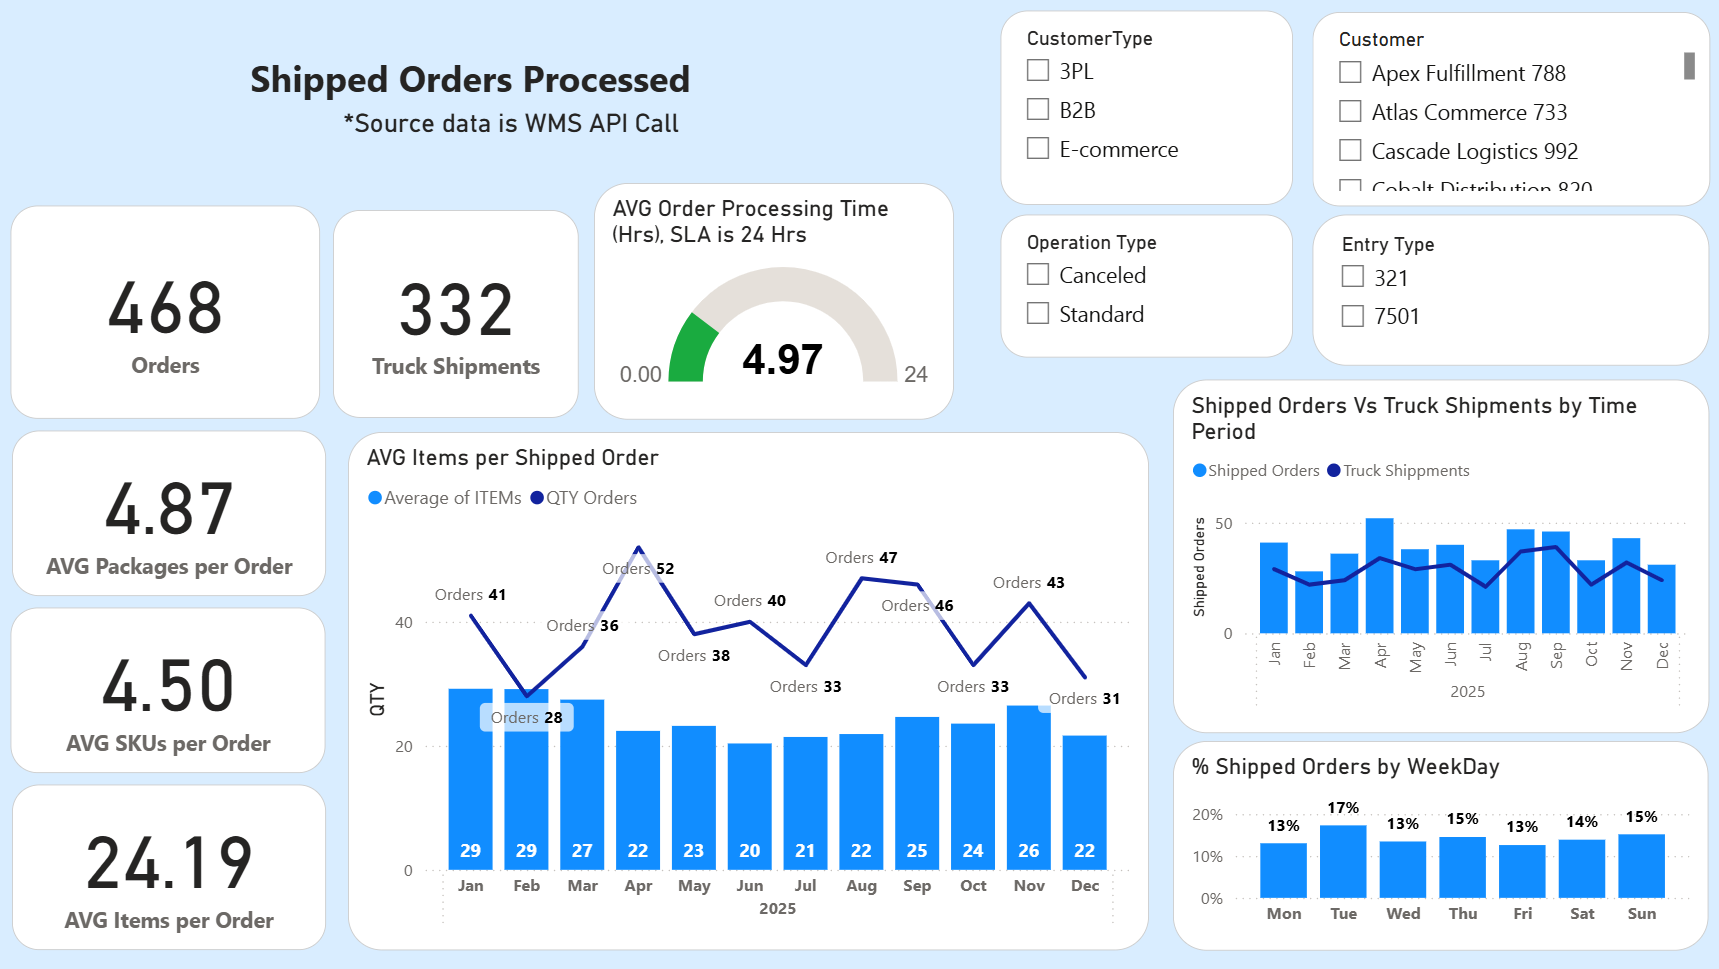 Shipped Orders Processed
*Source data is WMS API Call
CustomerType
3PL
B2B
E-commerce
Customer
Apex Fulfillment 788
Atlas Commerce 733
Cascade Logistics 992
Cobalt Distribution 820
Operation Type
Canceled
Standard
Entry Type
321
7501
468
Orders
332
Truck Shipments
AVG Order Processing Time
(Hrs), SLA is 24 Hrs
0.00
4.97
24
4.87
AVG Packages per Order
4.50
AVG SKUs per Order
24.19
AVG Items per Order
AVG Items per Shipped Order
Average of ITEMs QTY Orders
QTY
40
20
0
Orders 41
Orders 28
Orders 36
Orders 52
Orders 38
Orders 40
Orders 33
Orders 47
Orders 46
Orders 33
Orders 43
Orders 31
29 29 27 22 23 20 21 22 25 24 26 22
Jan Feb Mar Apr May Jun Jul Aug Sep Oct Nov Dec
2025
Shipped Orders Vs Truck Shipments by Time
Period
Shipped Orders Truck Shippments
Shipped Orders
50
0
Jan Feb Mar Apr May Jun Jul Aug Sep Oct Nov Dec
2025
% Shipped Orders by WeekDay
20%
10%
0%
13% 17% 13% 15% 13% 14% 15%
Mon Tue Wed Thu Fri Sat Sun